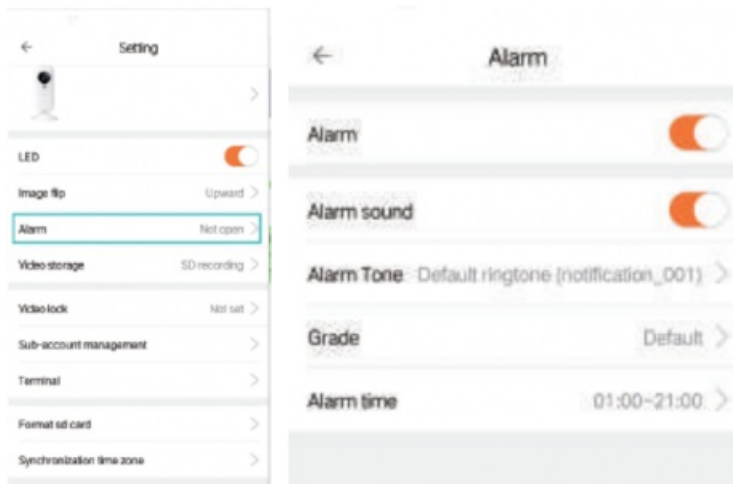 Setting
LED
Image flip Upward
Alarm Not open
Video storage SD recording
Video lock Not set
Sub-account management
Terminal
Format sd card
Synchronization time zone
Alarm
Alarm
Alarm sound
Alarm Tone Default ringtone (notification_001)
Grade Default
Alarm time 01:00~21:00